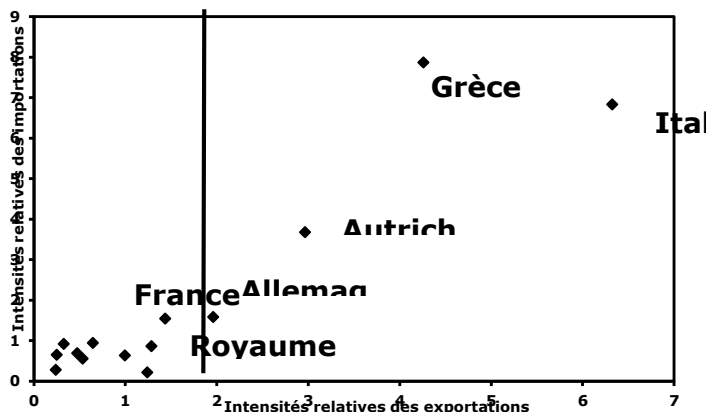 9
8
7
6
5
4
3
2
1
0
Intensités relatives des importations
Grèce
Ital
Autrich
Allemag
France
Royaume
0 1 2 3 4 5 6 7
Intensités relatives des exportations